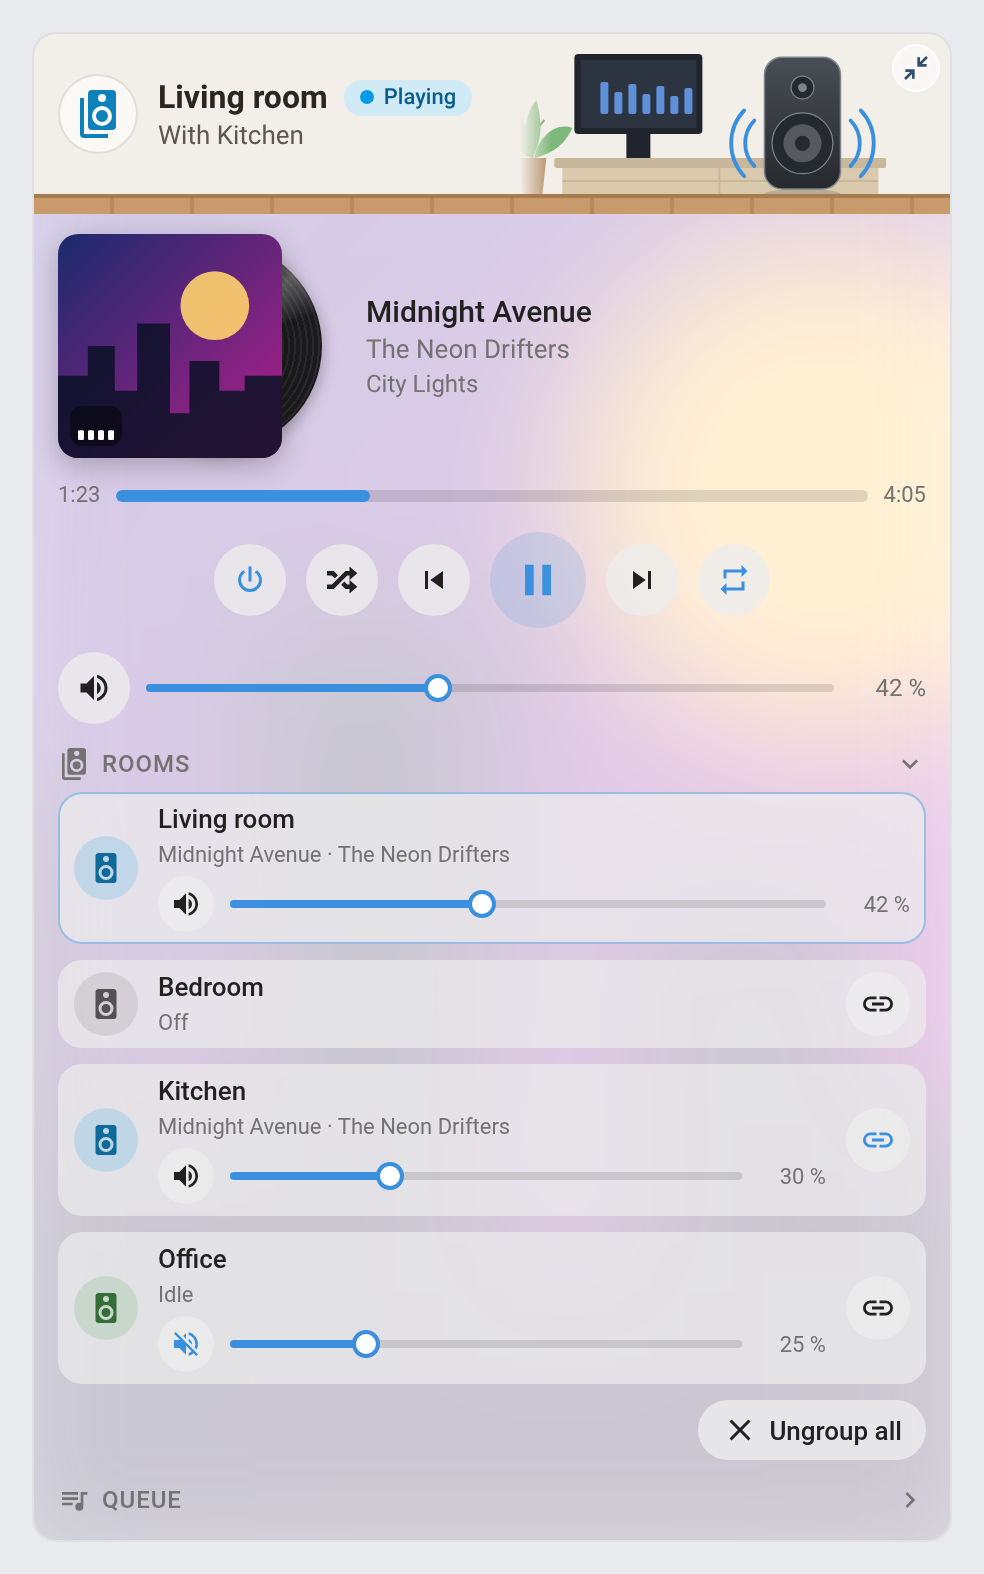 Living room
Playing
With Kitchen
Midnight Avenue
The Neon Drifters
City Lights
1:23
4:05
42 %
ROOMS
Living room
Midnight Avenue · The Neon Drifters
42 %
Bedroom
Off
Kitchen
Midnight Avenue · The Neon Drifters
30 %
Office
Idle
25 %
Ungroup all
QUEUE